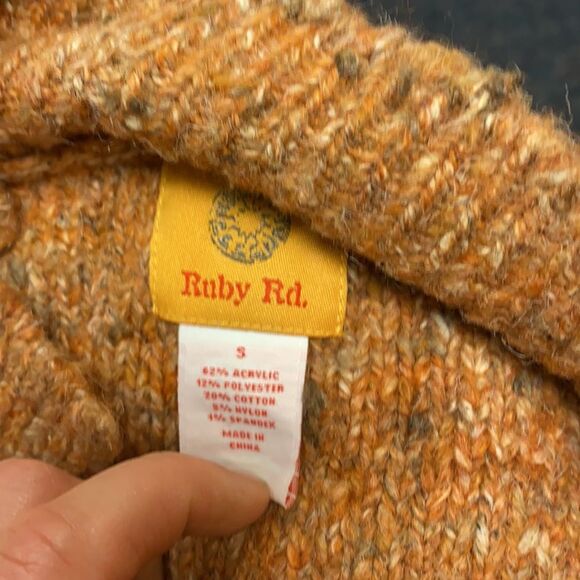 Ruby Rd.
S
62% ACRYLIC
12% POLYESTER
20% COTTON
5% NYLON
1% SPANDEX
MADE IN
CHINA